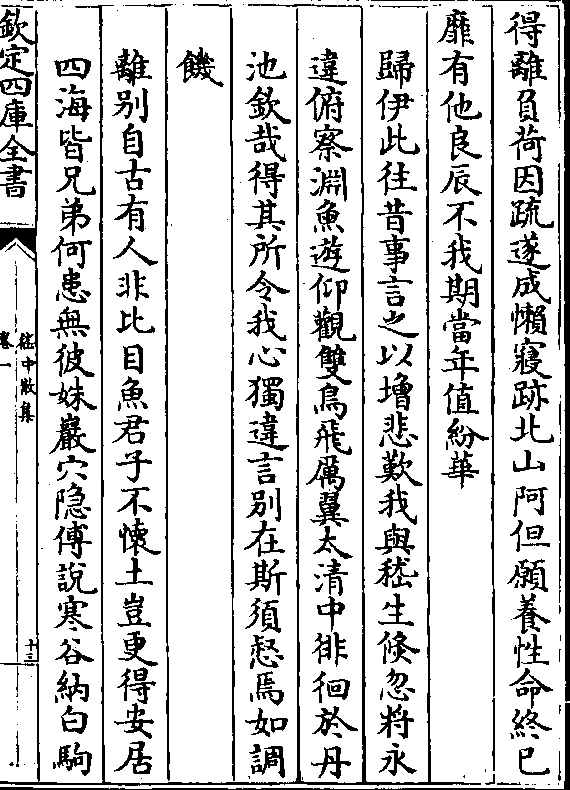 得離負荷因疏遂成懶寢跡北山阿但願養性命終已
靡有他良辰不我期當年值紛華
歸伊此往昔事言之以增悲歎我與嵇生倐忽將永
違俯察淵魚遊仰觀雙鳥飛厲翼太清中徘徊於丹
池欽哉得其所令我心獨違言別在斯須惄焉如調
饑
離別自古有人非比目魚君子不懷土豈更得安居
四海皆兄弟何患無彼姝巖穴隐傅說寒谷納白駒
欽定四庫全書
嵇中散集
卷一
十三